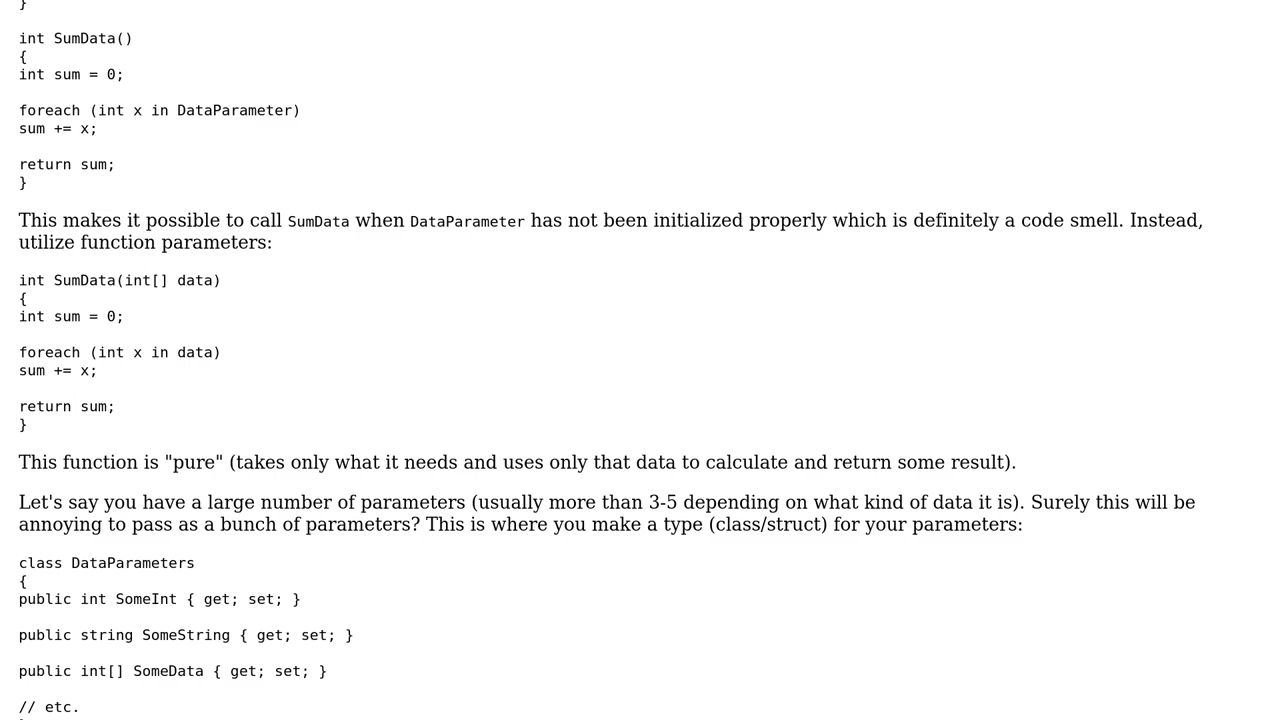 }
int SumData()
{
int sum = 0;
foreach (int x in DataParameter)
sum += x;
return sum;
}
This makes it possible to call SumData when DataParameter has not been initialized properly which is definitely a code smell. Instead,
utilize function parameters:
int SumData(int[] data)
{
int sum = 0;
foreach (int x in data)
sum += x;
return sum;
}
This function is "pure" (takes only what it needs and uses only that data to calculate and return some result).
Let's say you have a large number of parameters (usually more than 3-5 depending on what kind of data it is). Surely this will be
annoying to pass as a bunch of parameters? This is where you make a type (class/struct) for your parameters:
class DataParameters
{
public int SomeInt { get; set; }
public string SomeString { get; set; }
public int[] SomeData { get; set; }
// etc.